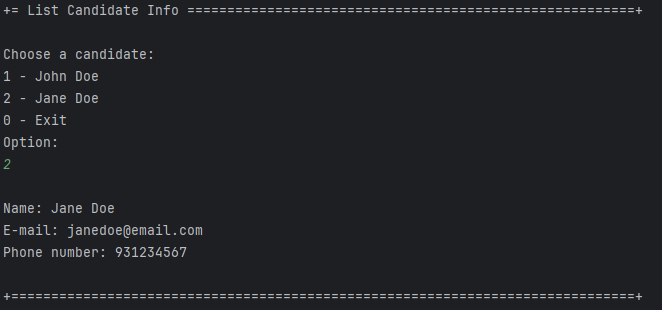 += List Candidate Info ========================================================+
Choose a candidate:
1 - John Doe
2 - Jane Doe
0 - Exit
Option:
2
Name: Jane Doe
E-mail: janedoe@email.com
Phone number: 931234567
+==============================================================================+